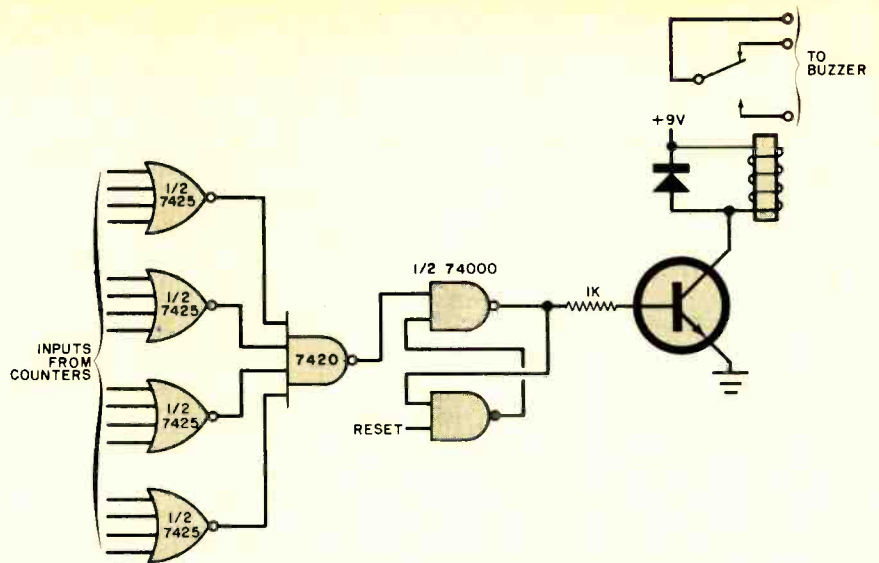 TO
BUZZER
+9V
1/2
7425
1/2 74000
1K
1/2
7425
INPUTS
FROM
COUNTERS
7420
1/2
7425
RESET
1/2
7425